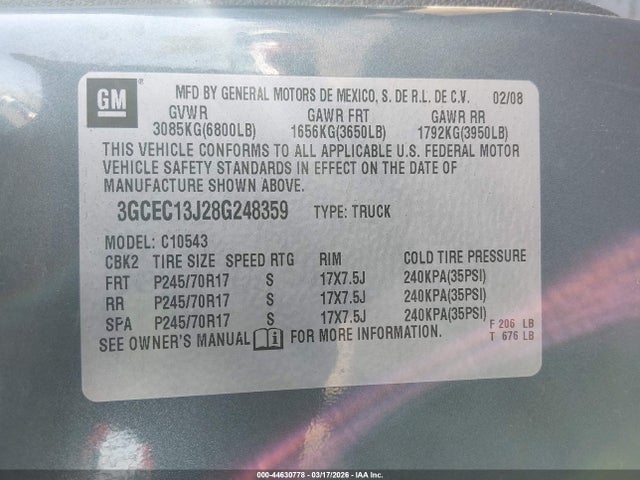 GM ®
MFD BY GENERAL MOTORS DE MEXICO, S. DE R.L. DE C.V. 02/08
GVWR GAWR FRT GAWR RR
3085KG(6800LB) 1656KG(3650LB) 1792KG(3950LB)
THIS VEHICLE CONFORMS TO ALL APPLICABLE U.S. FEDERAL MOTOR
VEHICLE SAFETY STANDARDS IN EFFECT ON THE DATE OF
MANUFACTURE SHOWN ABOVE.
3GCEC13J28G248359 TYPE: TRUCK
MODEL: C10543
CBK2 TIRE SIZE SPEED RTG RIM COLD TIRE PRESSURE
FRT P245/70R17 S 17X7.5J 240KPA(35PSI)
RR P245/70R17 S 17X7.5J 240KPA(35PSI)
SPA P245/70R17 S 17X7.5J 240KPA(35PSI)
F 206 LB
T 676 LB
SEE OWNER'S MANUAL FOR MORE INFORMATION.
000-44630778 — 03/17/2026 — IAA Inc.